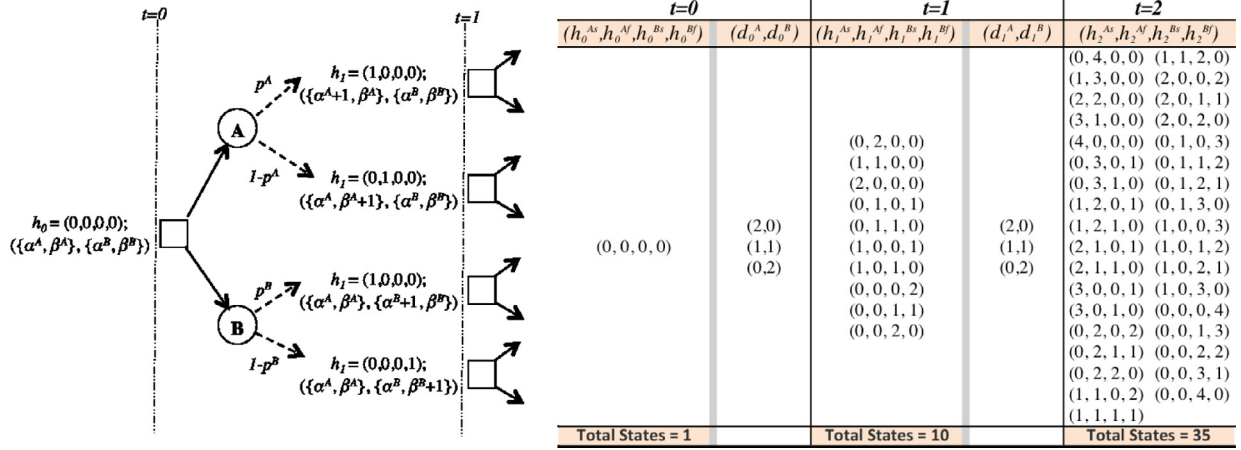 t=0
t=1
p^A
h_1 = (1,0,0,0);
({α^A+1, β^A}, {α^B, β^B})
A
1-p^A
h_1 = (0,1,0,0);
({α^A, β^A+1}, {α^B, β^B})
h_0 = (0,0,0,0);
({α^A, β^A}, {α^B, β^B})
p^B
h_1 = (1,0,0,0);
({α^A, β^A}, {α^B+1, β^B})
B
1-p^B
h_1 = (0,0,0,1);
({α^A, β^A}, {α^B, β^B+1})
t=0 t=1 t=2
(h_0^As,h_0^Af,h_0^Bs,h_0^Bf) (d_0^A,d_0^B) (h_1^As,h_1^Af,h_1^Bs,h_1^Bf) (d_1^A,d_1^B) (h_2^As,h_2^Af,h_2^Bs,h_2^Bf)
(0, 0, 0, 0)
(2,0)
(1,1)
(0,2)
(0, 2, 0, 0)
(1, 1, 0, 0)
(2, 0, 0, 0)
(0, 1, 0, 1)
(0, 1, 1, 0)
(1, 0, 0, 1)
(1, 0, 1, 0)
(0, 0, 0, 2)
(0, 0, 1, 1)
(0, 0, 2, 0)
(2,0)
(1,1)
(0,2)
(0, 4, 0, 0) (1, 1, 2, 0)
(1, 3, 0, 0) (2, 0, 0, 2)
(2, 2, 0, 0) (2, 0, 1, 1)
(3, 1, 0, 0) (2, 0, 2, 0)
(4, 0, 0, 0) (0, 1, 0, 3)
(0, 3, 0, 1) (0, 1, 1, 2)
(0, 3, 1, 0) (0, 1, 2, 1)
(1, 2, 0, 1) (0, 1, 3, 0)
(1, 2, 1, 0) (1, 0, 0, 3)
(2, 1, 0, 1) (1, 0, 1, 2)
(2, 1, 1, 0) (1, 0, 2, 1)
(3, 0, 0, 1) (1, 0, 3, 0)
(3, 0, 1, 0) (0, 0, 0, 4)
(0, 2, 0, 2) (0, 0, 1, 3)
(0, 2, 1, 1) (0, 0, 2, 2)
(0, 2, 2, 0) (0, 0, 3, 1)
(1, 1, 0, 2) (0, 0, 4, 0)
(1, 1, 1, 1)
Total States = 1 Total States = 10 Total States = 35